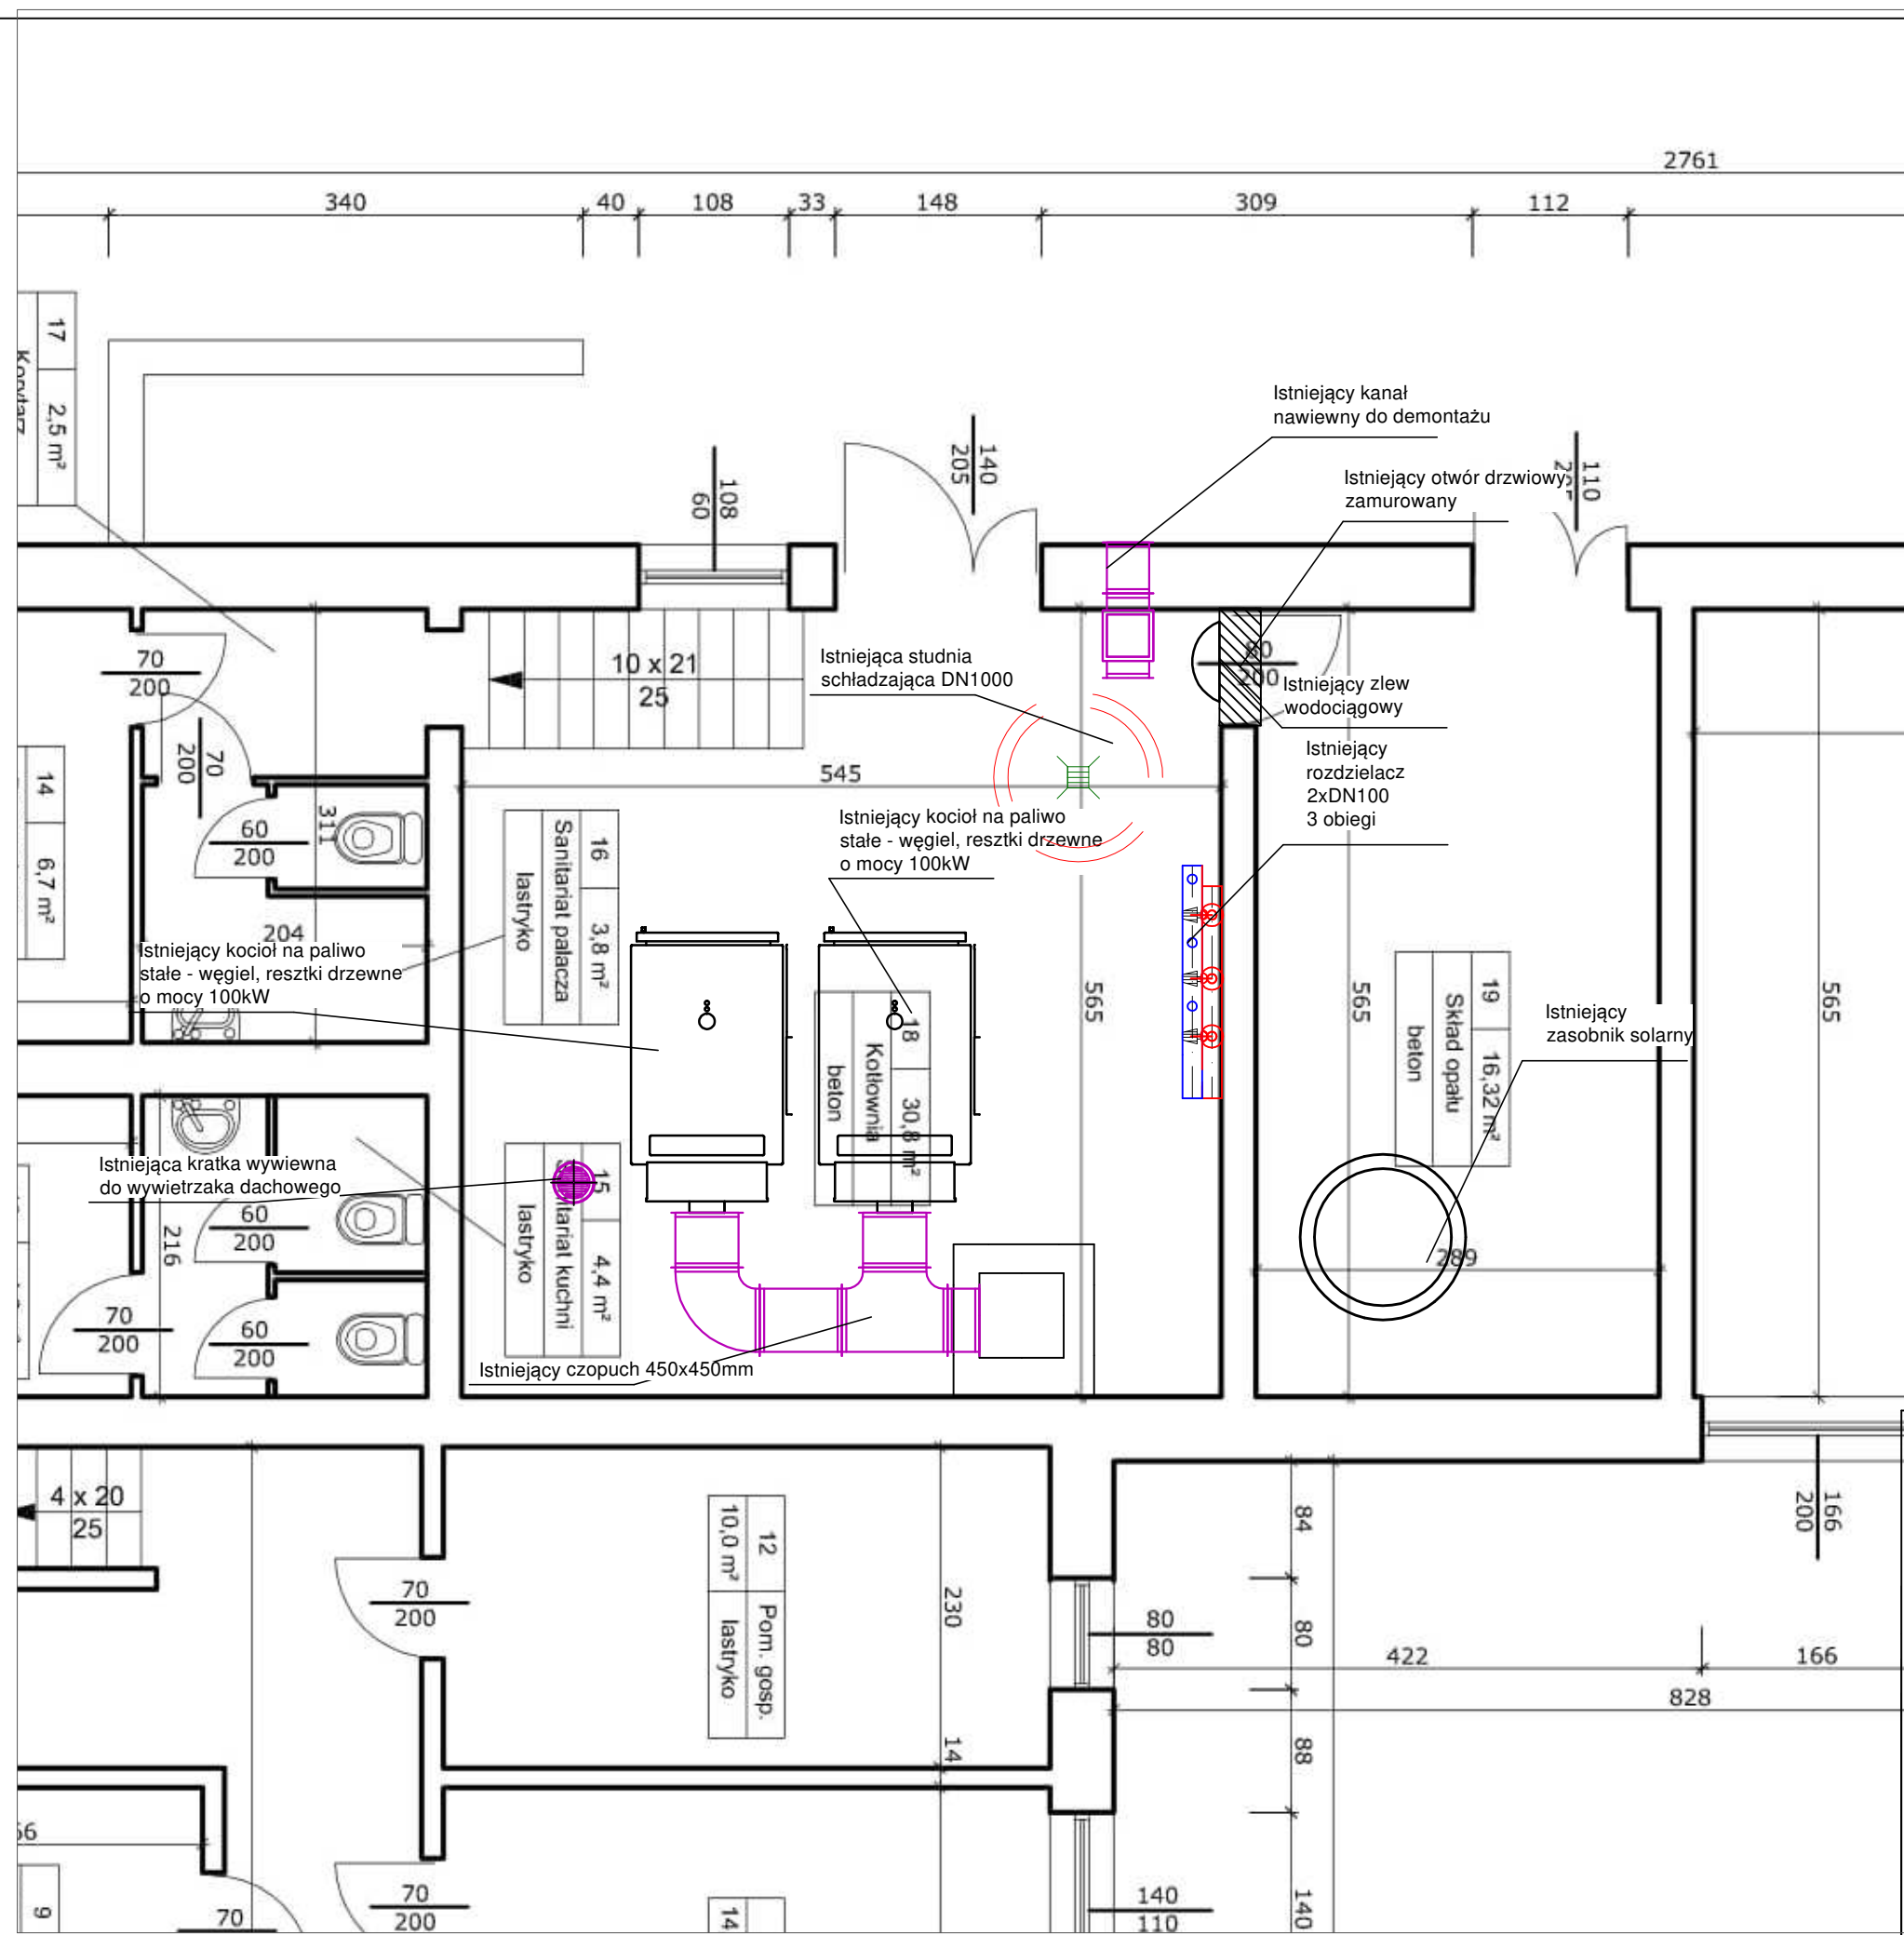 2761
340
40
108
33
148
309
112
17
2,5 m²
Korytarz
Istniejący kanał
nawiewny do demontażu
Istniejący otwór drzwiowy
zamurowany
108
60
140
205
110
70
200
10 x 21
25
Istniejąca studnia
schładzająca DN1000
80
200
Istniejący zlew
wodociągowy
Istniejący
rozdzielacz
2xDN100
3 obiegi
70
200
14
6,7 m²
60
200
311
545
204
Istniejący kocioł na paliwo
stałe - węgiel, resztki drzewne
o mocy 100kW
16
3,8 m²
Sanitariat palacza
lastryko
Istniejący kocioł na paliwo
stałe - węgiel, resztki drzewne
o mocy 100kW
18
30,8 m²
Kotłownia
beton
565
565
565
19
16,32 m²
Skład opału
beton
Istniejący
zasobnik solarny
Istniejąca kratka wywiewna
do wywietrzaka dachowego
60
200
216
15
4,4 m²
kuchni
lastryko
289
70
200
60
200
Istniejący czopuch 450x450mm
4 x 20
25
12
10,0 m²
Pom. gosp.
lastryko
70
200
230
14
80
80
84
80
88
140
422
166
828
166
200
9
70
70
200
14
140
110